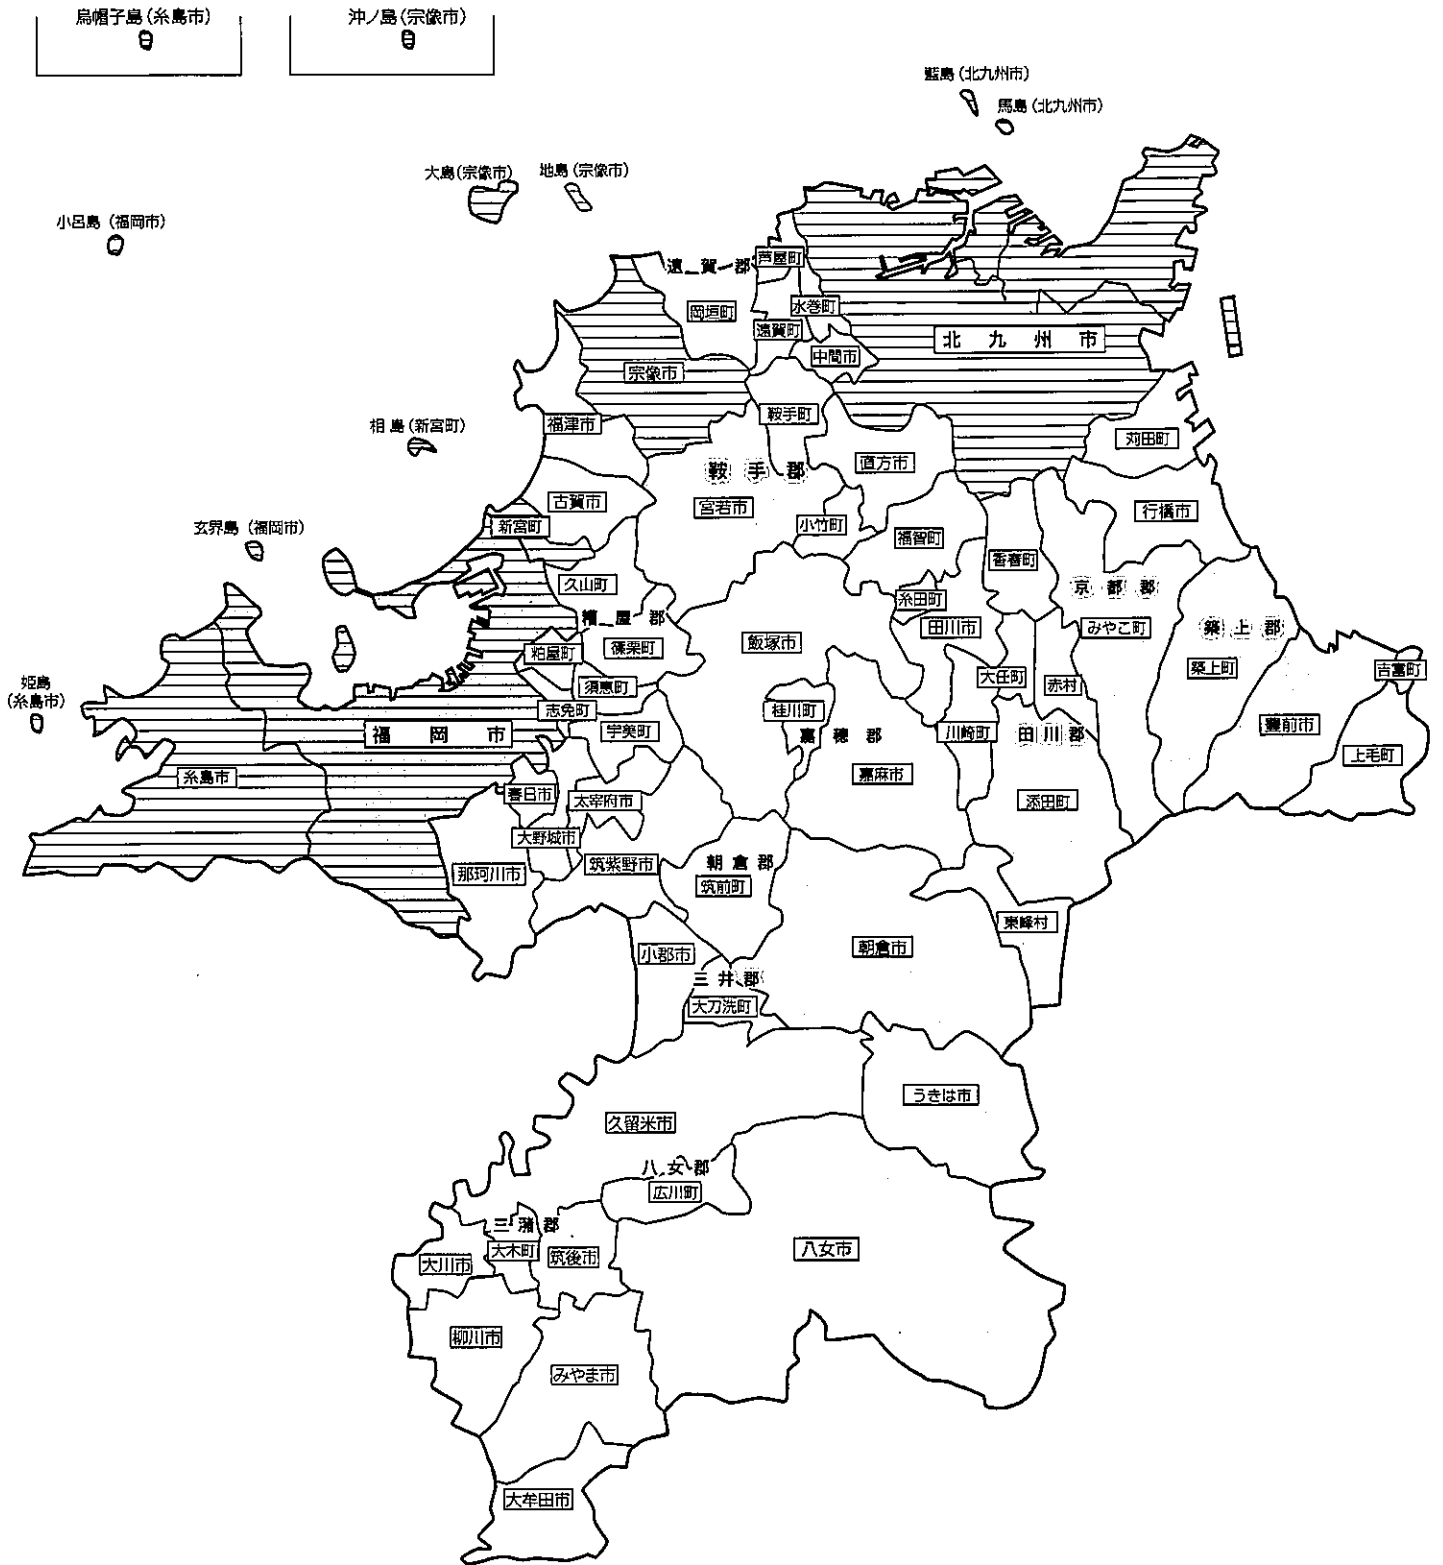 烏帽子島(糸島市)
沖ノ島(宗像市)
藍島(北九州市)
馬島(北九州市)
大島(宗像市)
地島(宗像市)
小呂島(福岡市)
遠賀郡
芦屋町
岡垣町
水巻町
遠賀町
北九州市
中間市
宗像市
鞍手町
福津市
相島(新宮町)
苅田町
直方市
鞍手郡
古賀市
宮若市
行橋市
新宮町
小竹町
玄界島(福岡市)
福智町
香春町
久山町
京都郡
糸田町
糟屋郡
田川市
みやこ町
築上郡
飯塚市
篠栗町
粕屋町
築上町
吉富町
大任町
赤村
須恵町
姫島
(糸島市)
志免町
桂川町
宇美町
福岡市
嘉穂郡
川崎町
田川郡
豊前市
上毛町
糸島市
嘉麻市
春日市
太宰府市
添田町
大野城市
朝倉郡
筑紫野市
那珂川市
筑前町
東峰村
朝倉市
小郡市
三井郡
大刀洗町
うきは市
久留米市
八女郡
広川町
三潴郡
大木町
八女市
筑後市
大川市
柳川市
みやま市
大牟田市